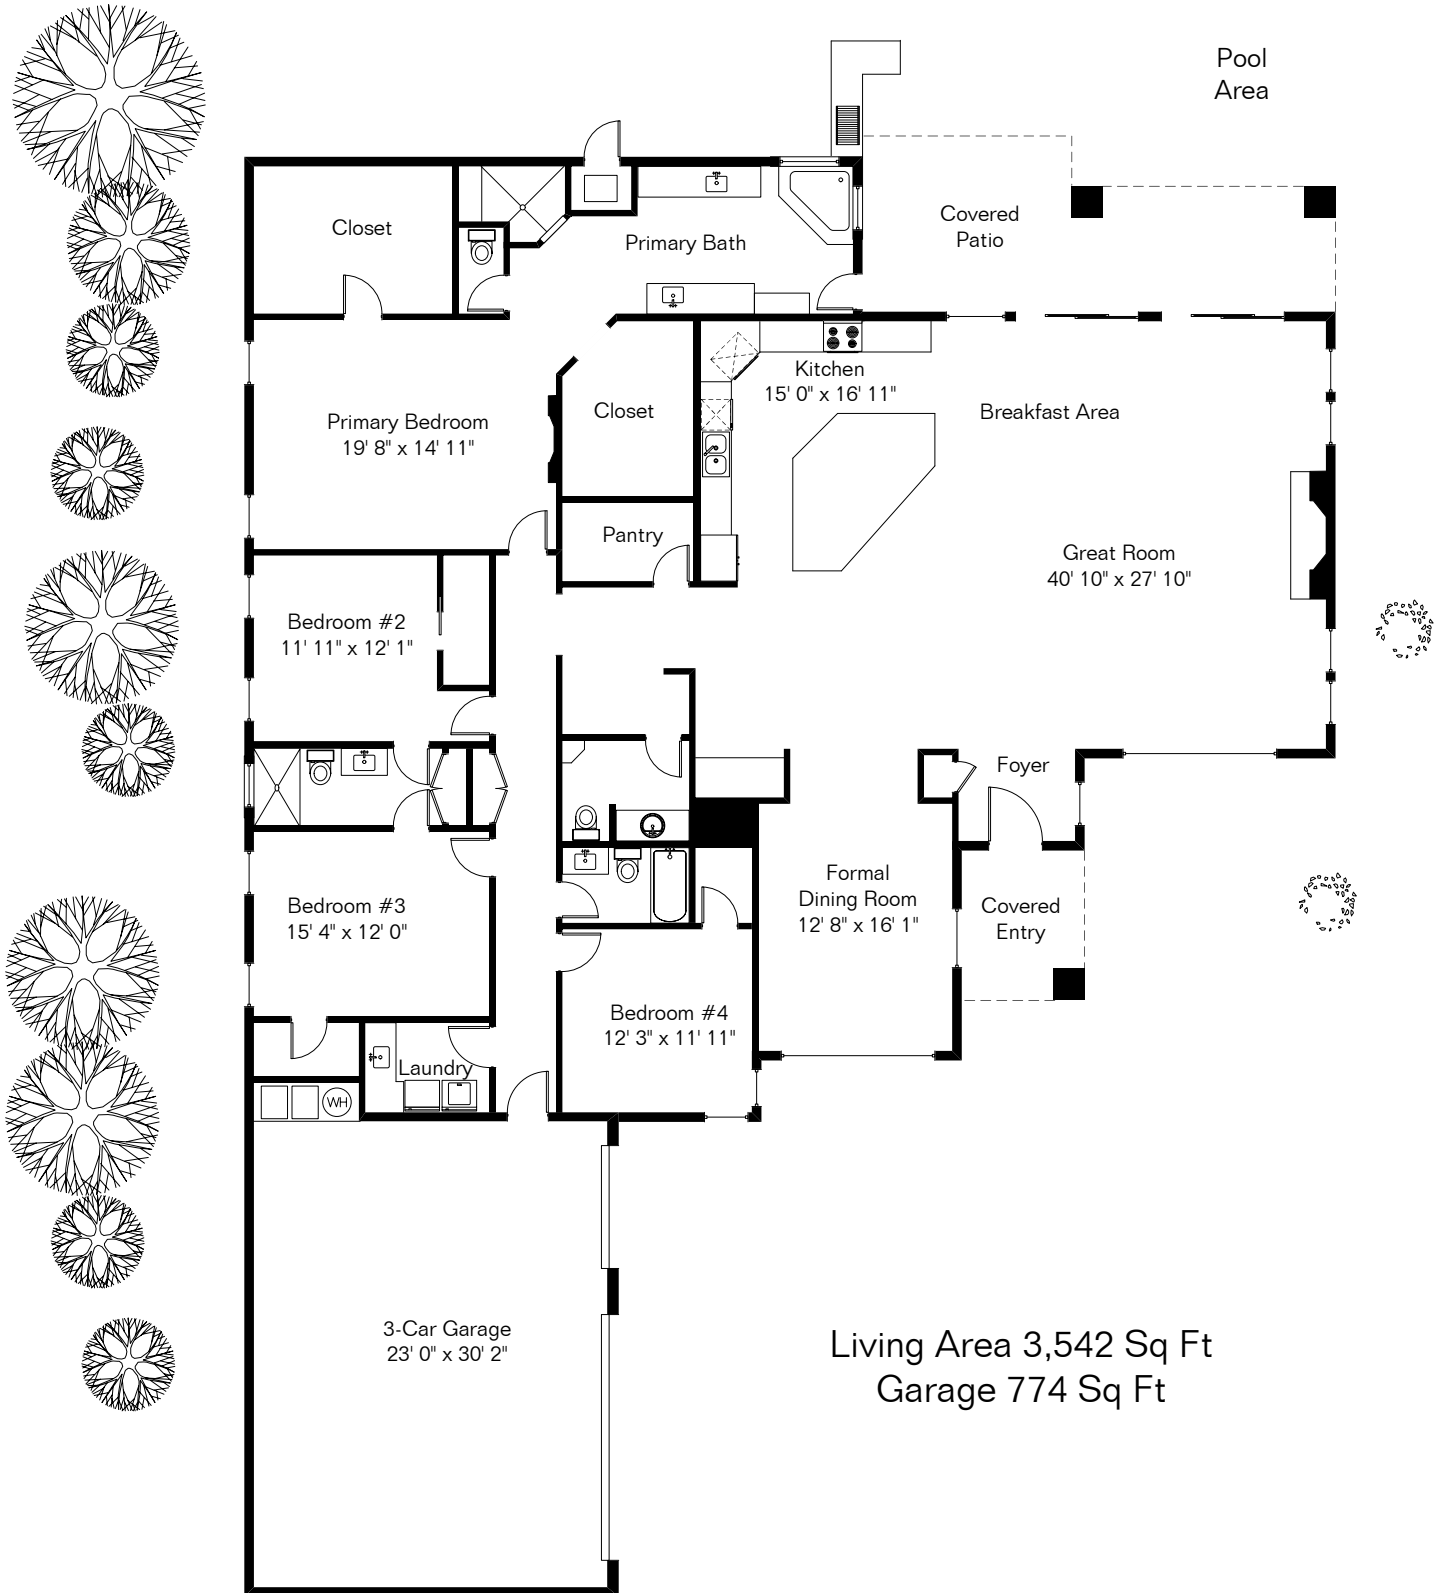 Pool
Area
Closet
Primary Bath
Covered
Patio
Kitchen
15' 0" x 16' 11"
Closet
Breakfast Area
Primary Bedroom
19' 8" x 14' 11"
Pantry
Great Room
40' 10" x 27' 10"
Bedroom #2
11' 11" x 12' 1"
Foyer
Formal
Dining Room
12' 8" x 16' 1"
Bedroom #3
15' 4" x 12' 0"
Covered
Entry
Bedroom #4
12' 3" x 11' 11"
Laundry
WH
3-Car Garage
23' 0" x 30' 2"
Living Area 3,542 Sq Ft
Garage 774 Sq Ft